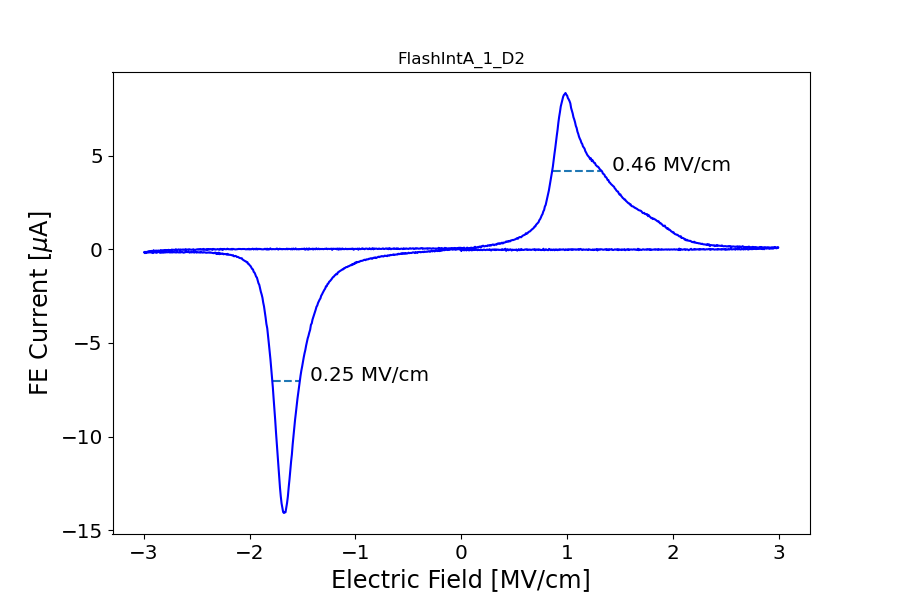 FlashIntA_1_D2
FE Current [μA]
5
0
−5
−10
−15
0.46 MV/cm
0.25 MV/cm
−3
−2
−1
0
1
2
3
Electric Field [MV/cm]